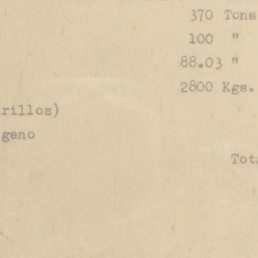 370 Tons
100 "
88.03 "
2800 Kgs.
rillos)
geno
Tot